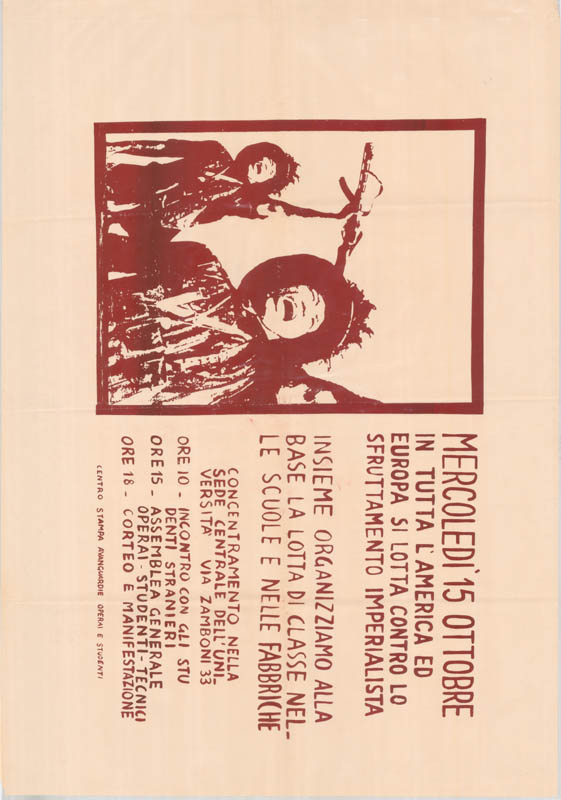 MERCOLEDI' 15 OTTOBRE
IN TUTTA L'AMERICA ED
EUROPA SI LOTTA CONTRO LO
SFRUTTAMENTO IMPERIALISTA
INSIEME ORGANIZZIAMO ALLA
BASE LA LOTTA DI CLASSE NEL-
LE SCUOLE E NELLE FABBRICHE
CONCENTRAMENTO NELLA
SEDE CENTRALE DELL'UNI-
VERSITA' VIA ZAMBONI 33
ORE 10 - INCONTRO CON GLI STU
DENTI STRANIERI
ORE 15 - ASSEMBLEA GENERALE
OPERAI - STUDENTI - TECNICI
ORE 18 - CORTEO E MANIFESTAZIONE
CENTRO STAMPA AVANGUARDIE OPERAI E STUDENTI